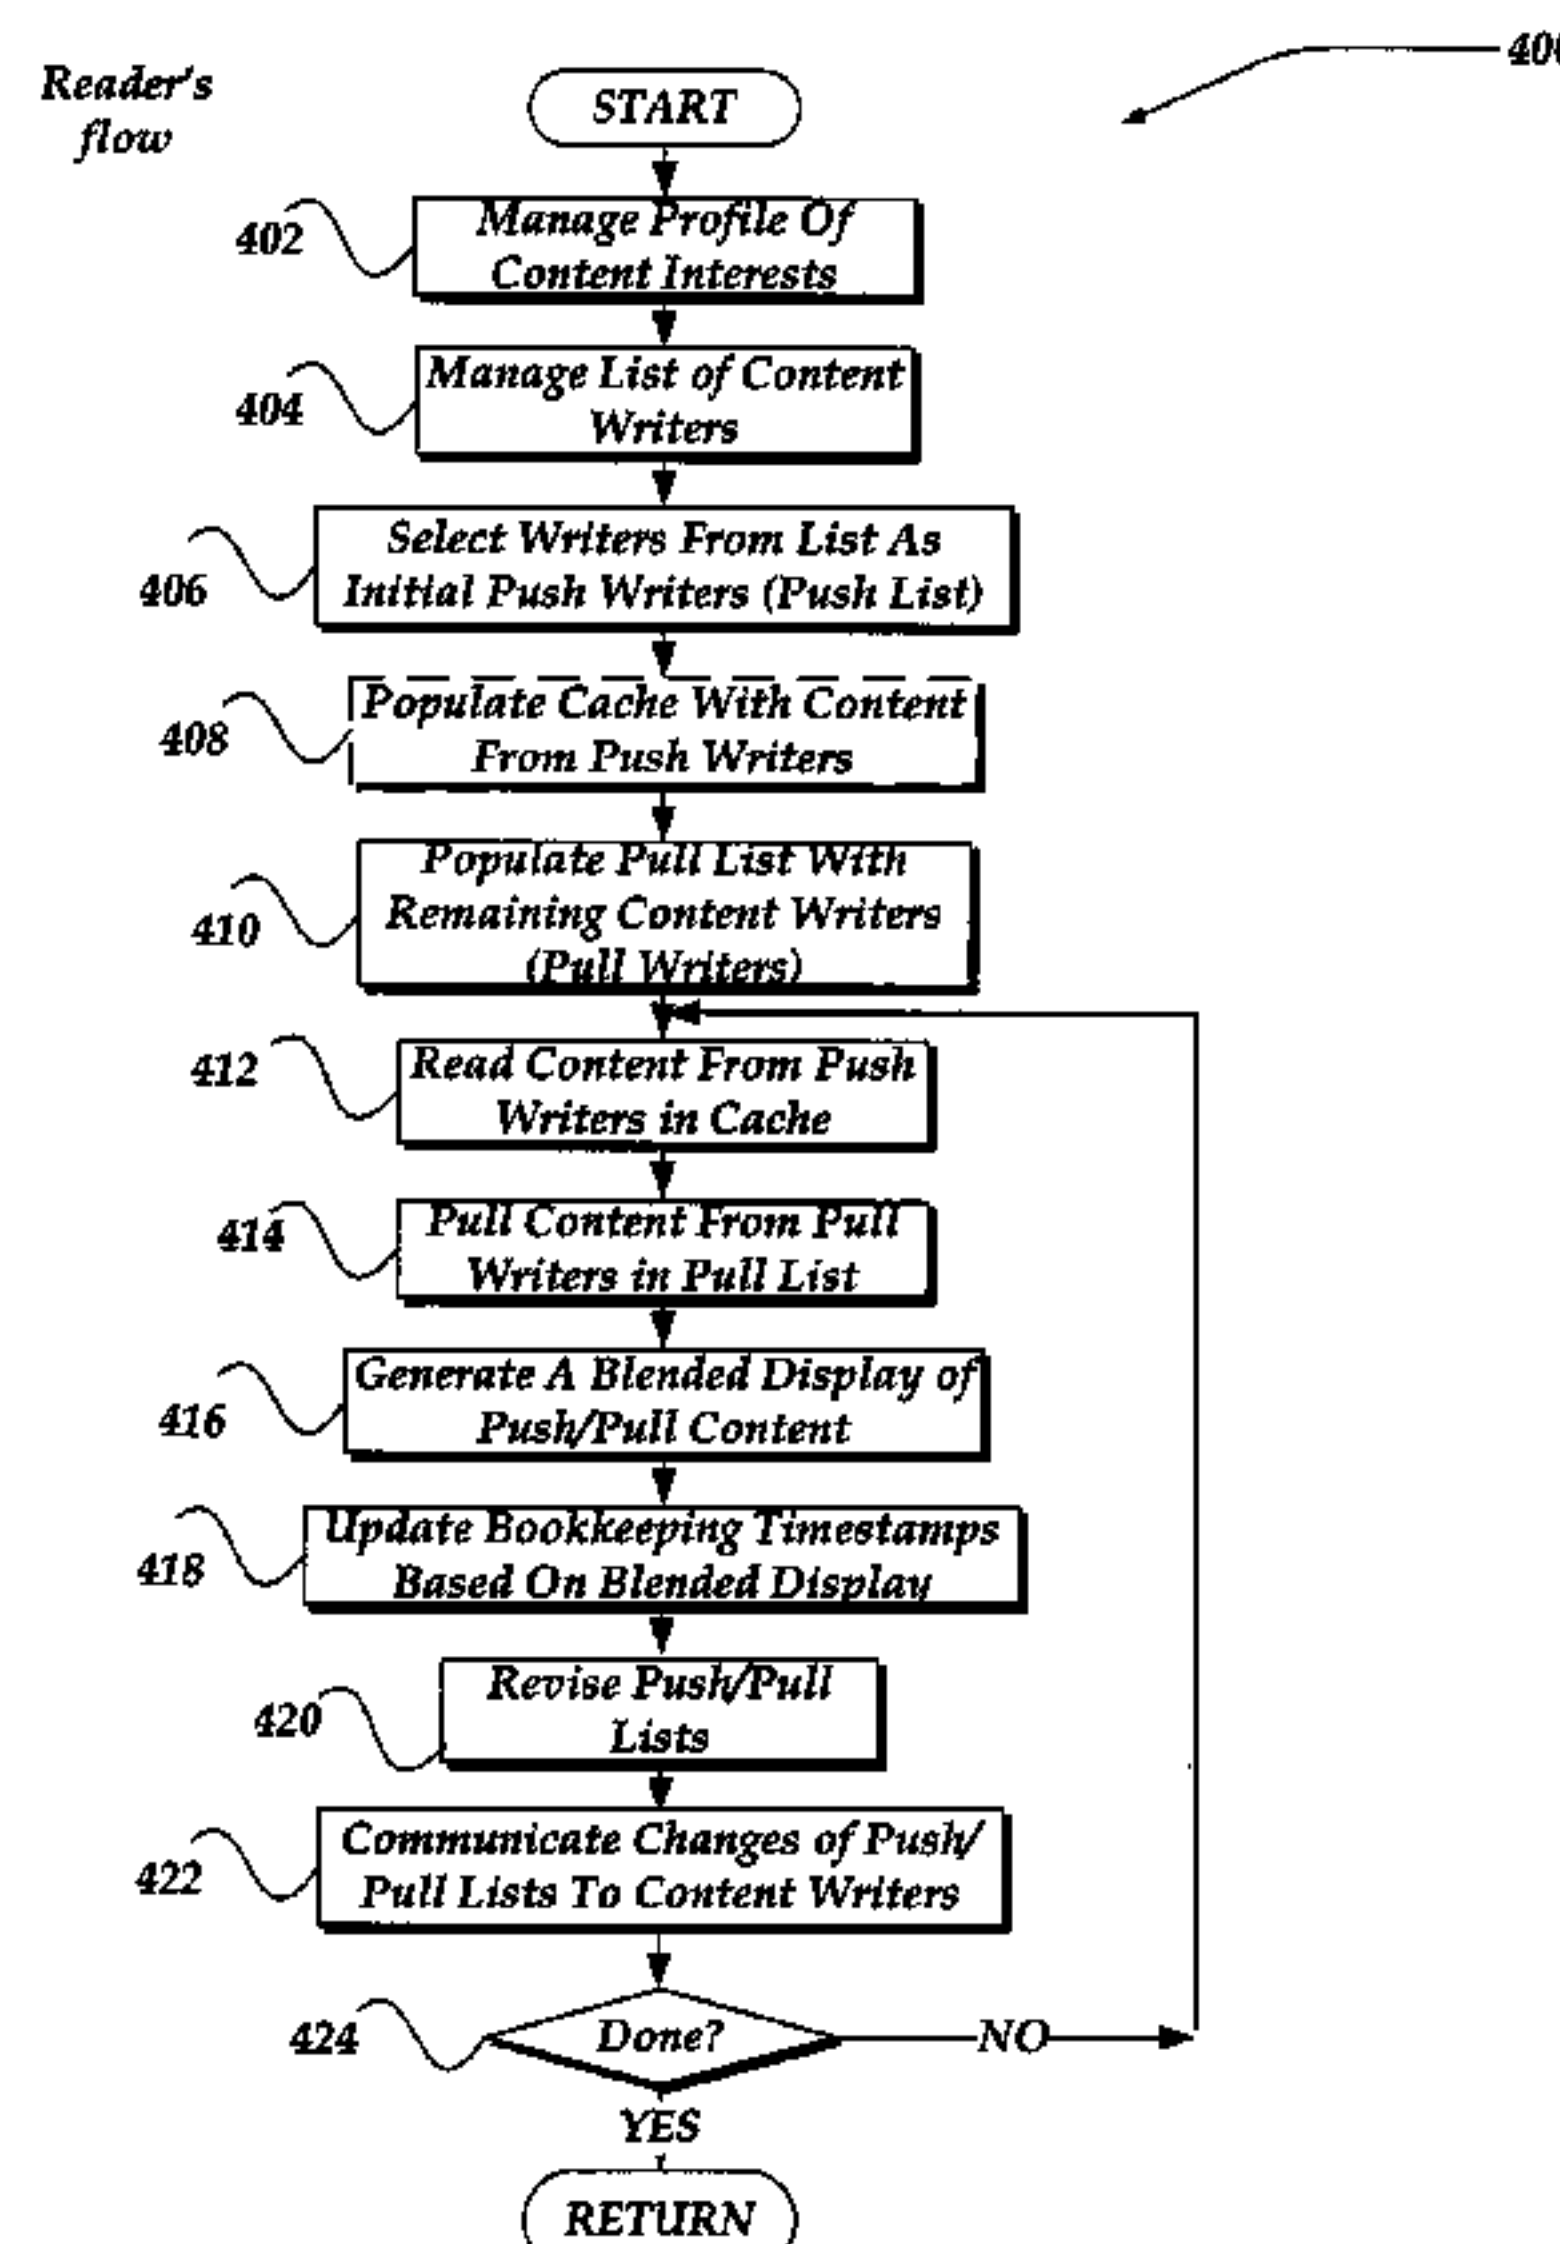 Reader's
flow
START
402
Manage Profile Of
Content Interests
404
Manage List of Content
Writers
406
Select Writers From List As
Initial Push Writers (Push List)
408
Populate Cache With Content
From Push Writers
410
Populate Pull List With
Remaining Content Writers
(Pull Writers)
412
Read Content From Push
Writers in Cache
414
Pull Content From Pull
Writers in Pull List
416
Generate A Blended Display of
Push/Pull Content
418
Update Bookkeeping Timestamps
Based On Blended Display
420
Revise Push/Pull
Lists
422
Communicate Changes of Push/
Pull Lists To Content Writers
424
Done?
NO
YES
RETURN